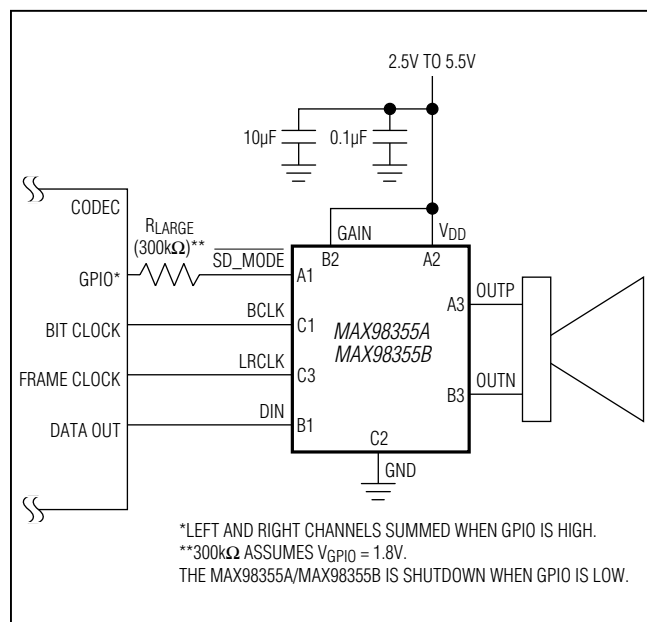 2.5V TO 5.5V
10µF
0.1µF
CODEC
RLARGE
(300kΩ)**
SD_MODE
GAIN
VDD
B2
A2
GPIO*
A1
OUTP
A3
BCLK
BIT CLOCK
C1
MAX98355A
MAX98355B
LRCLK
FRAME CLOCK
C3
OUTN
B3
DIN
DATA OUT
B1
C2
GND
*LEFT AND RIGHT CHANNELS SUMMED WHEN GPIO IS HIGH.
**300kΩ ASSUMES VGPIO = 1.8V.
THE MAX98355A/MAX98355B IS SHUTDOWN WHEN GPIO IS LOW.